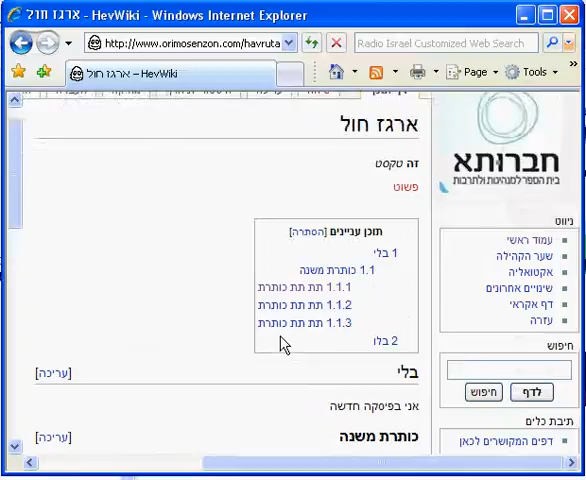 ארגז חול - HevWiki - Windows Internet Explorer
http://www.orimosenzon.com/havruta
Radio Israel Customized Web Search
ארגז חול - HevWiki
Page
Tools
ארגז חול
זה טקסט
פשוט
תוכן עניינים [הסתרה]
1 בלי
1.1 כותרת משנה
1.1.1 תת תת כותרת
1.1.2 תת תת כותרת
1.1.3 תת תת כותרת
2 בלו
בלי [עריכה]
אני בפיסקה חדשה
כותרת משנה [עריכה]
חברותא
בית הספר למנהיגות ולתרבות
ניווט
עמוד ראשי
שער הקהילה
אקטואליה
שינויים אחרונים
דף אקראי
עזרה
חיפוש
לדף חיפוש
תיבת כלים
דפים המקושרים לכאן